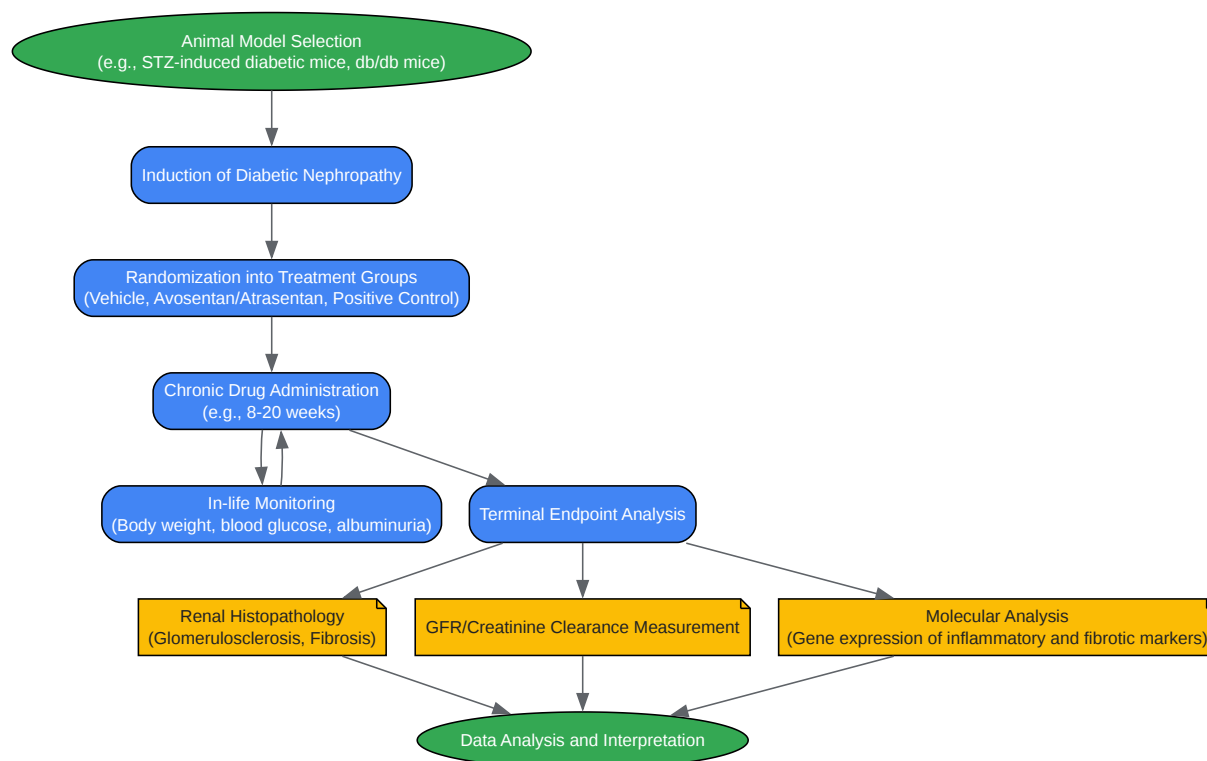 Animal Model Selection
(e.g., STZ-induced diabetic mice, db/db mice)
Induction of Diabetic Nephropathy
Randomization into Treatment Groups
(Vehicle, Avosentan/Atrasentan, Positive Control)
Chronic Drug Administration
(e.g., 8-20 weeks)
In-life Monitoring
(Body weight, blood glucose, albuminuria)
Terminal Endpoint Analysis
Renal Histopathology
(Glomerulosclerosis, Fibrosis)
GFR/Creatinine Clearance Measurement
Molecular Analysis
(Gene expression of inflammatory and fibrotic markers)
Data Analysis and Interpretation